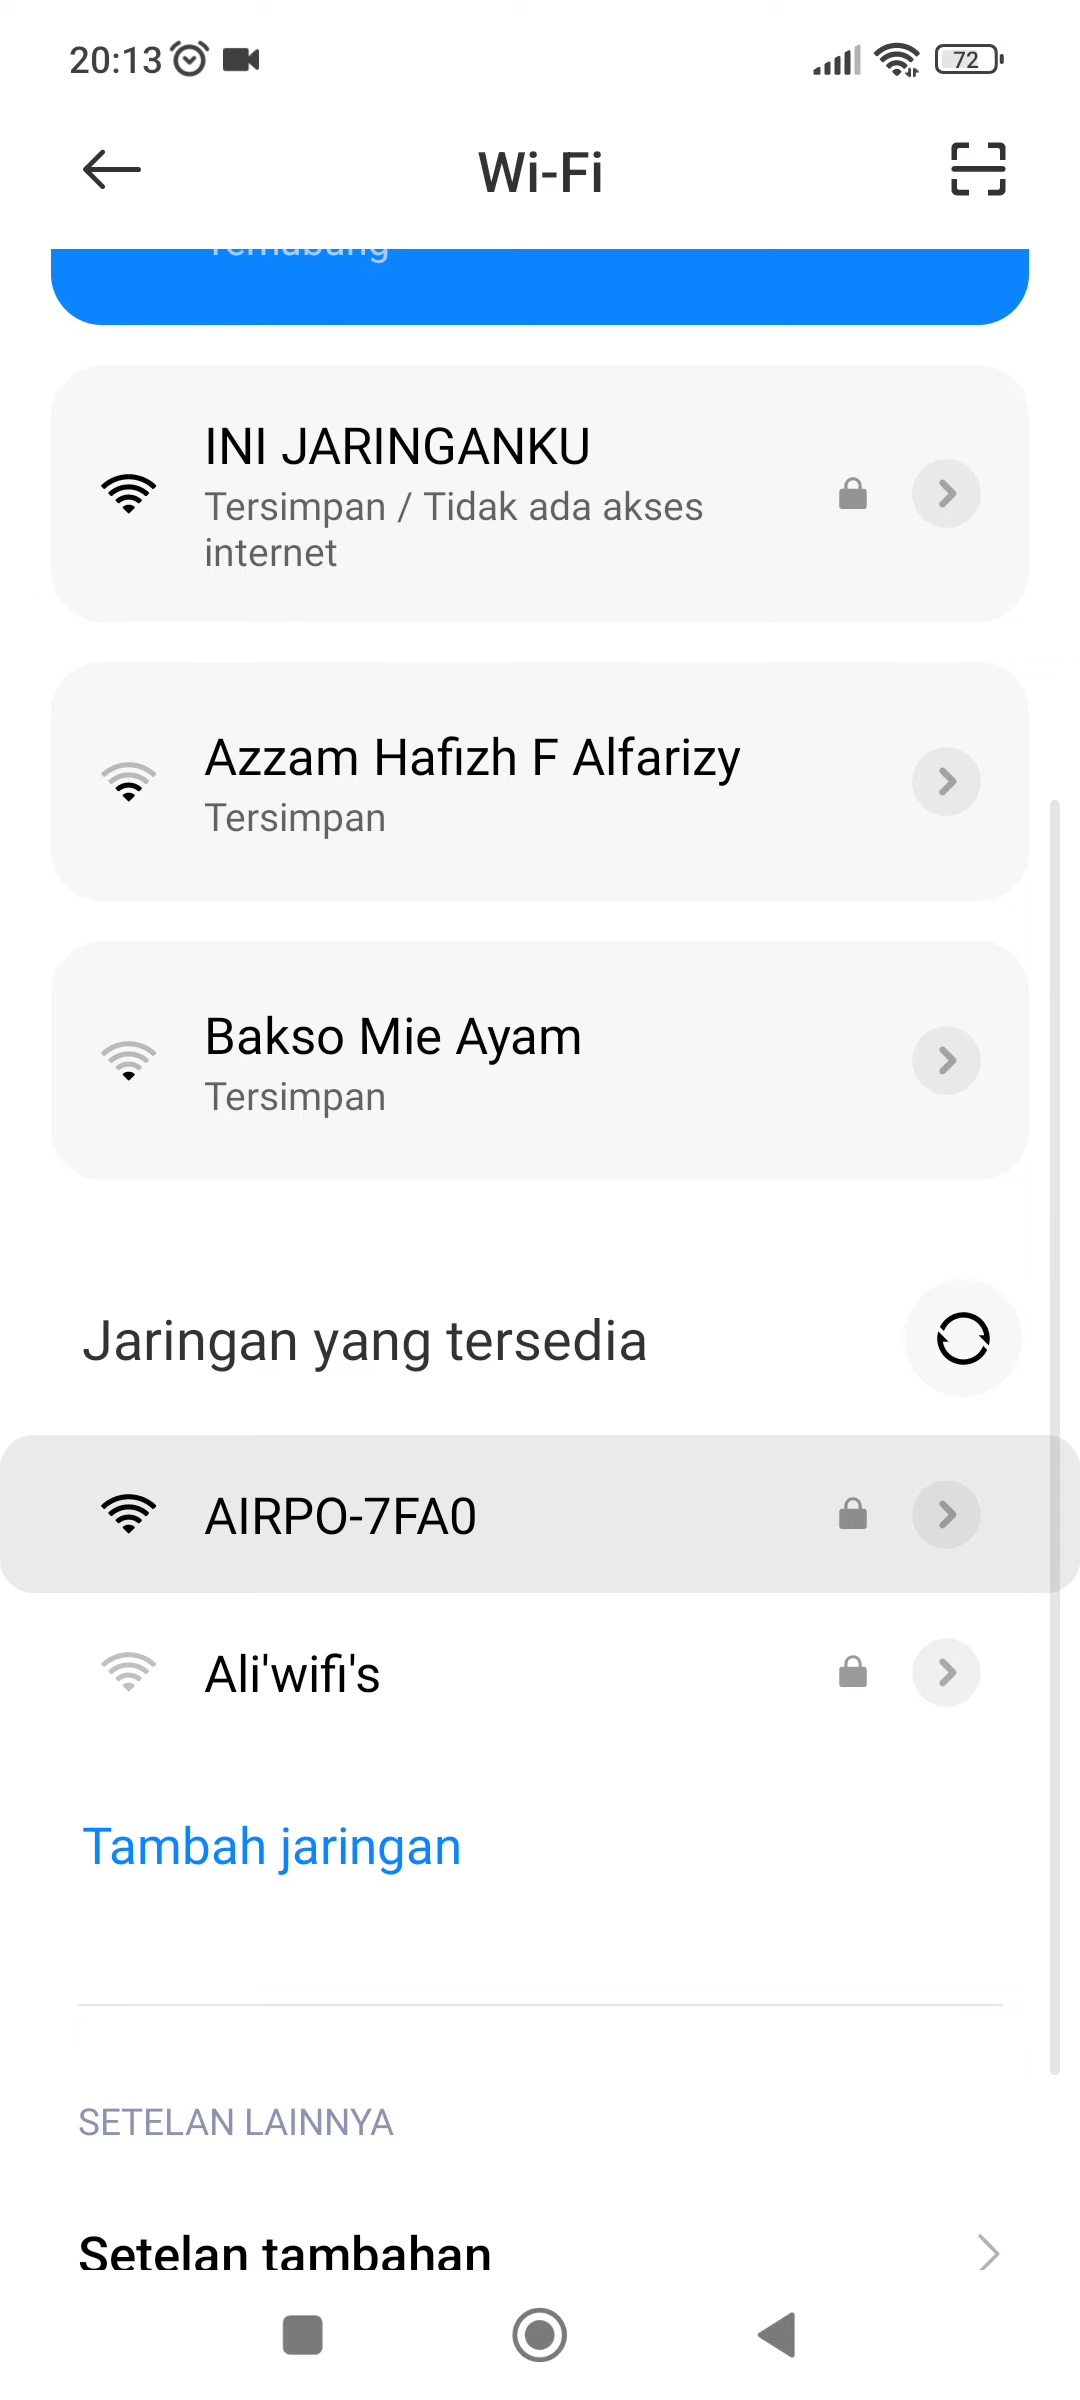 20:13
72
Wi-Fi
Terhubung
INI JARINGANKU
Tersimpan / Tidak ada akses
internet
Azzam Hafizh F Alfarizy
Tersimpan
Bakso Mie Ayam
Tersimpan
Jaringan yang tersedia
AIRPO-7FA0
Ali'wifi's
Tambah jaringan
SETELAN LAINNYA
Setelan tambahan